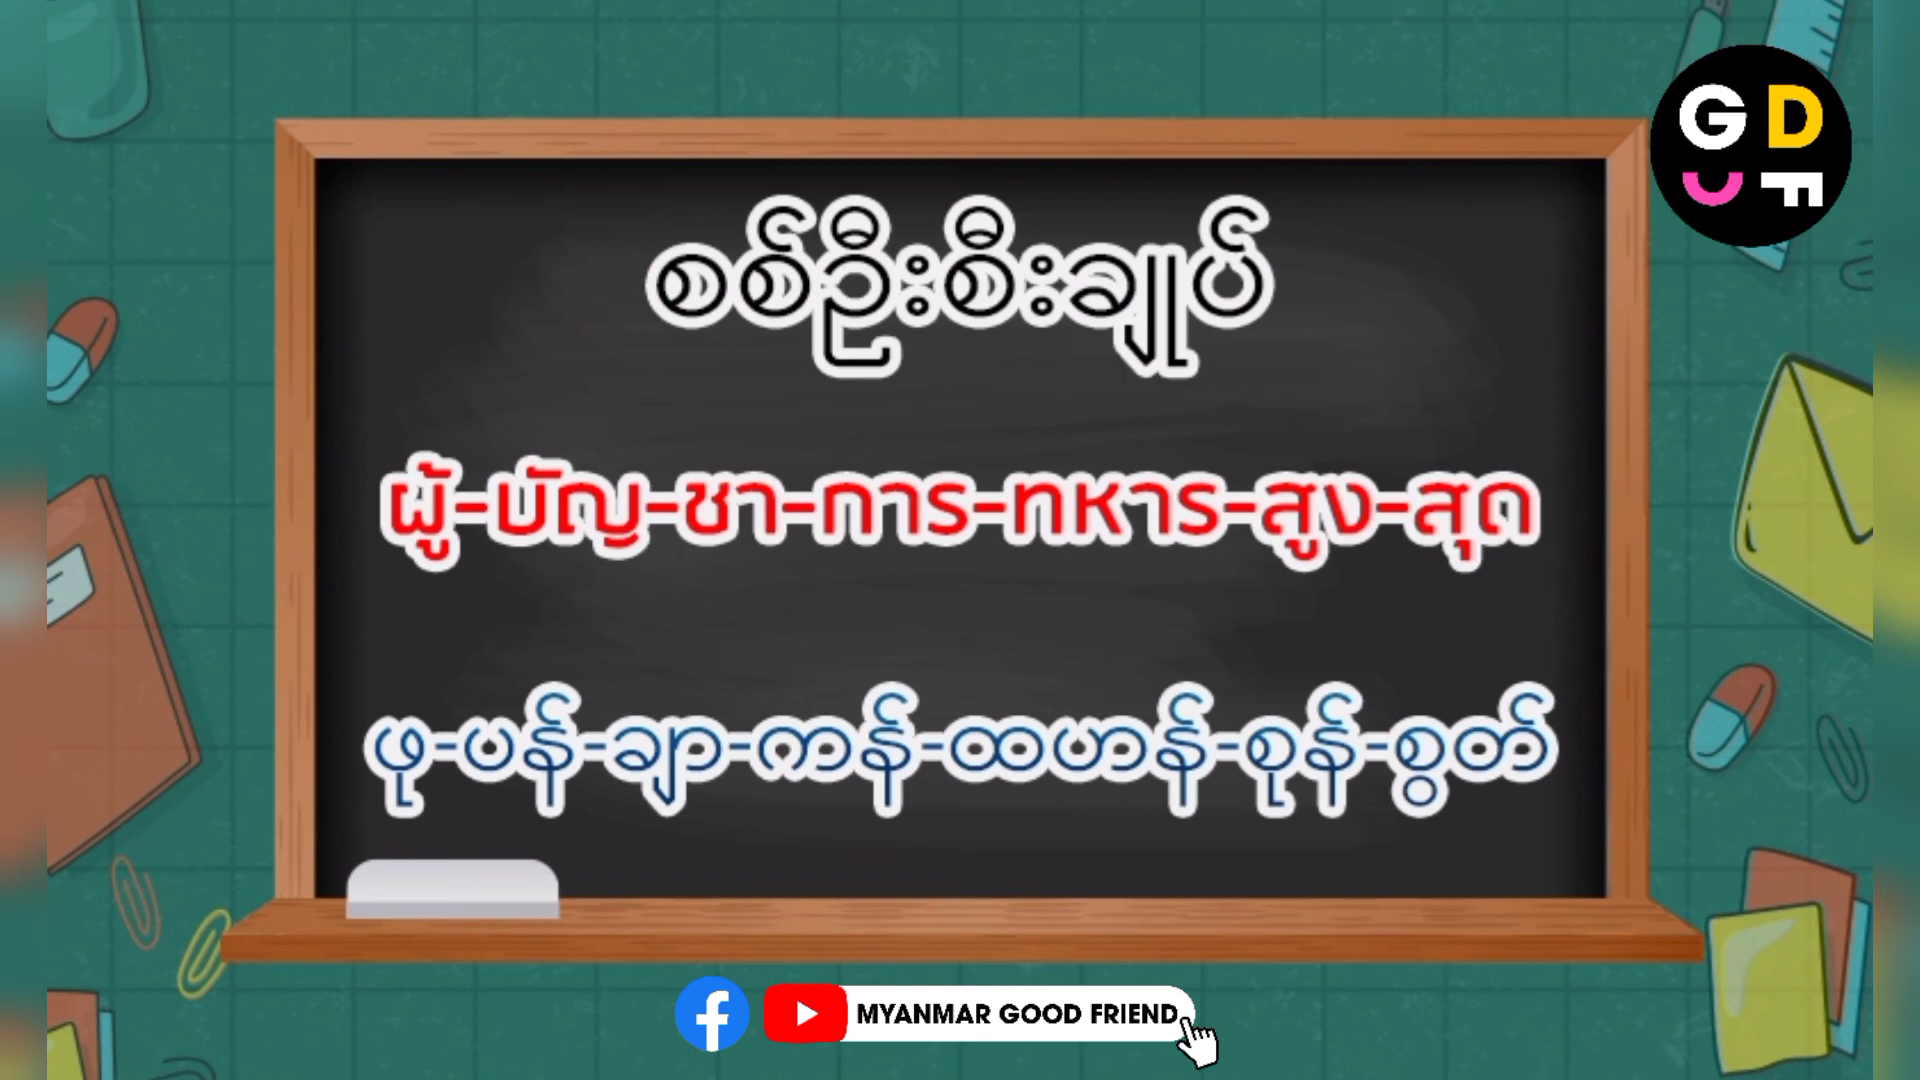 GD
F
စစ်ဦးစီးချုပ်
ผู้-บัญ-ชา-การ-ทหาร-สูง-สุด
ဖု-ပန်-ချာ-ကန်-ထဟန်-စုန်-စွတ်
MYANMAR GOOD FRIEND